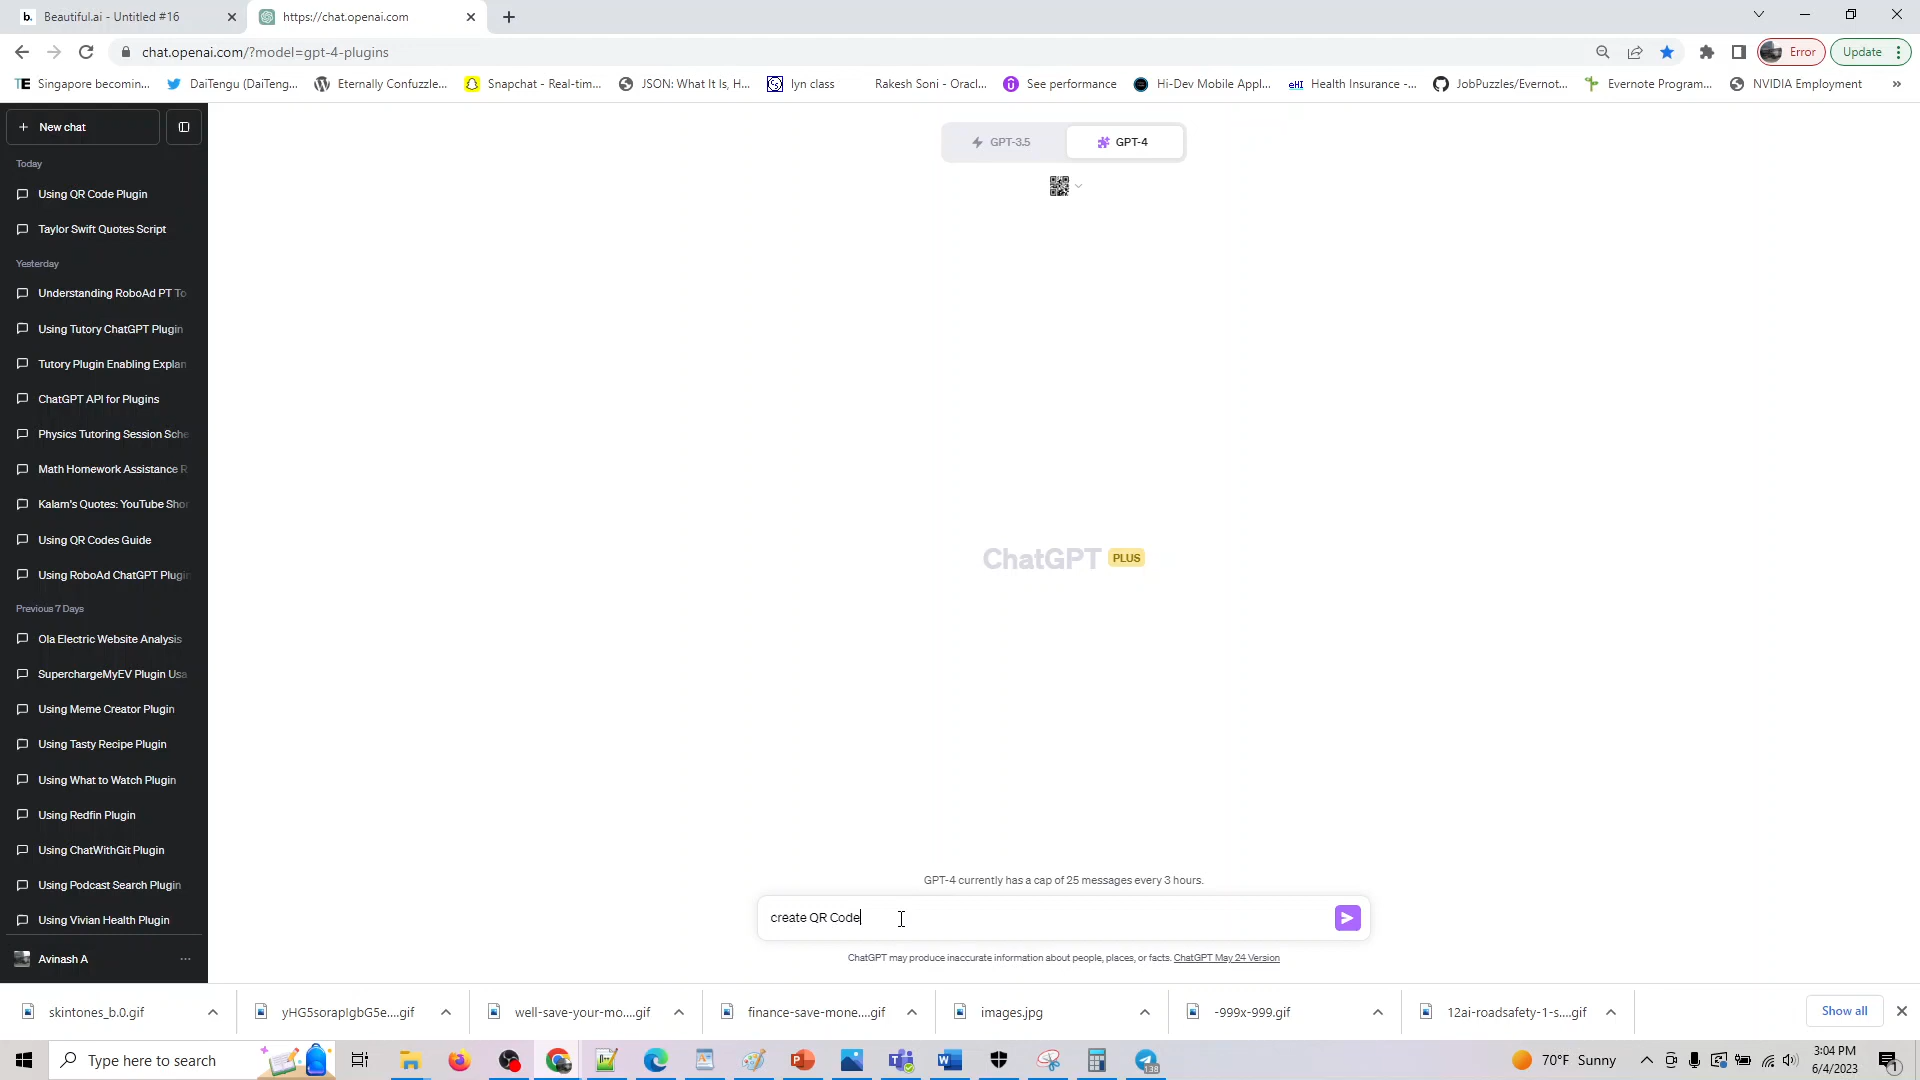 b. Beautiful.ai - Untitled #16
https://chat.openai.com
chat.openai.com/?model=gpt-4-plugins
Error
Update
TE Singapore becomin...
DaiTengu (DaiTeng...
Eternally Confuzzle...
Snapchat - Real-tim...
JSON: What It Is, H...
lyn class
Rakesh Soni - Oracl...
See performance
Hi-Dev Mobile Appl...
eHI Health Insurance -...
JobPuzzles/Evernot...
Evernote Program...
NVIDIA Employment
»
+ New chat
Today
Using QR Code Plugin
Taylor Swift Quotes Script
Yesterday
Understanding RoboAd PT To
Using Tutory ChatGPT Plugin
Tutory Plugin Enabling Explan
ChatGPT API for Plugins
Physics Tutoring Session Sche
Math Homework Assistance R
Kalam's Quotes: YouTube Shor
Using QR Codes Guide
Using RoboAd ChatGPT Plugin
Previous 7 Days
Ola Electric Website Analysis
SuperchargeMyEV Plugin Usa
Using Meme Creator Plugin
Using Tasty Recipe Plugin
Using What to Watch Plugin
Using Redfin Plugin
Using ChatWithGit Plugin
Using Podcast Search Plugin
Using Vivian Health Plugin
Avinash A
GPT-3.5
GPT-4
ChatGPT PLUS
GPT-4 currently has a cap of 25 messages every 3 hours.
create QR Code
ChatGPT may produce inaccurate information about people, places, or facts. ChatGPT May 24 Version
skintones_b.0.gif
yHG5sorapIgbG5e....gif
well-save-your-mo....gif
finance-save-mone....gif
images.jpg
-999x-999.gif
12ai-roadsafety-1-s....gif
Show all
Type here to search
138
70°F Sunny
3:04 PM
6/4/2023
1